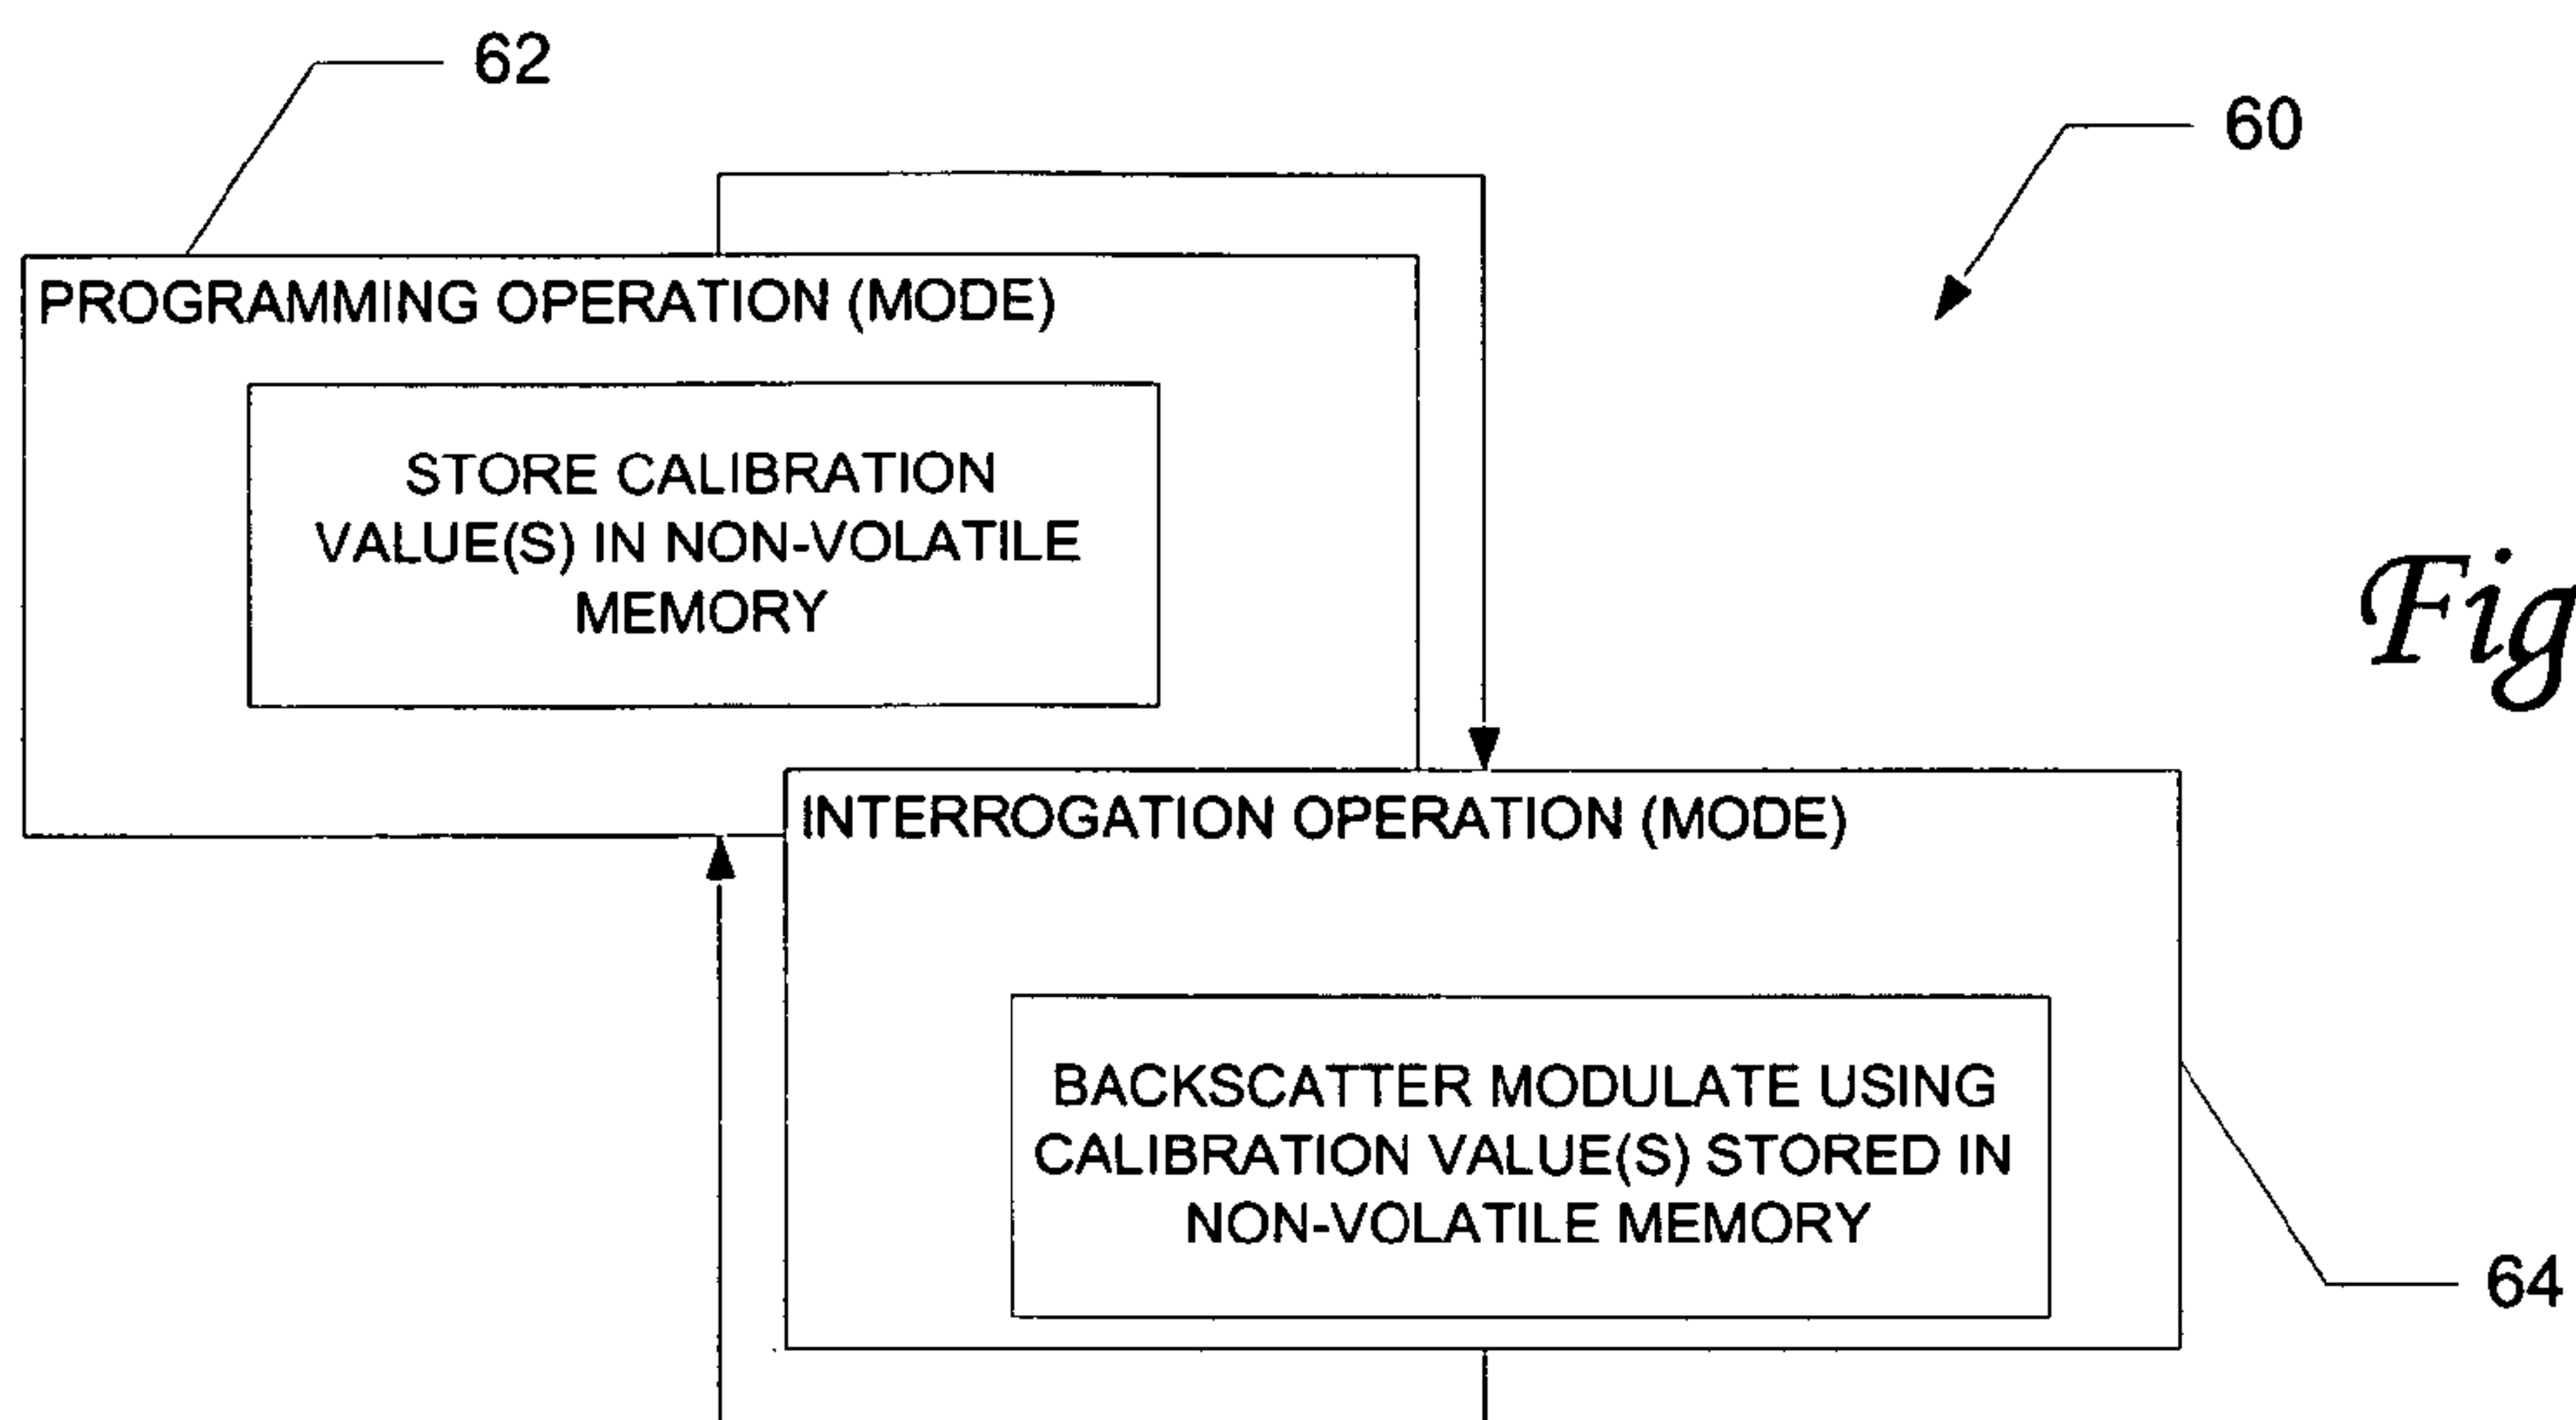 62
60
PROGRAMMING OPERATION (MODE)
STORE CALIBRATION
VALUE(S) IN NON-VOLATILE
MEMORY
Fig
INTERROGATION OPERATION (MODE)
BACKSCATTER MODULATE USING
CALIBRATION VALUE(S) STORED IN
NON-VOLATILE MEMORY
64